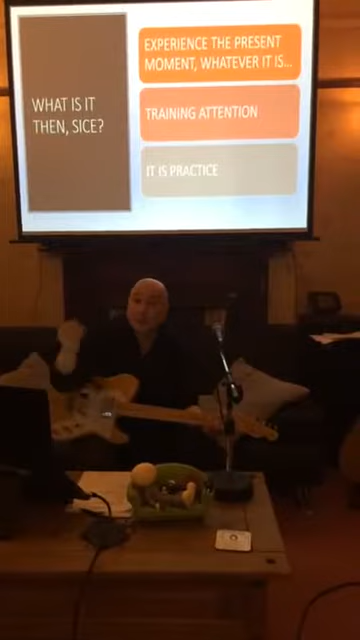 WHAT IS IT
THEN, SICE?
EXPERIENCE THE PRESENT
MOMENT, WHATEVER IT IS...
TRAINING ATTENTION
IT IS PRACTICE